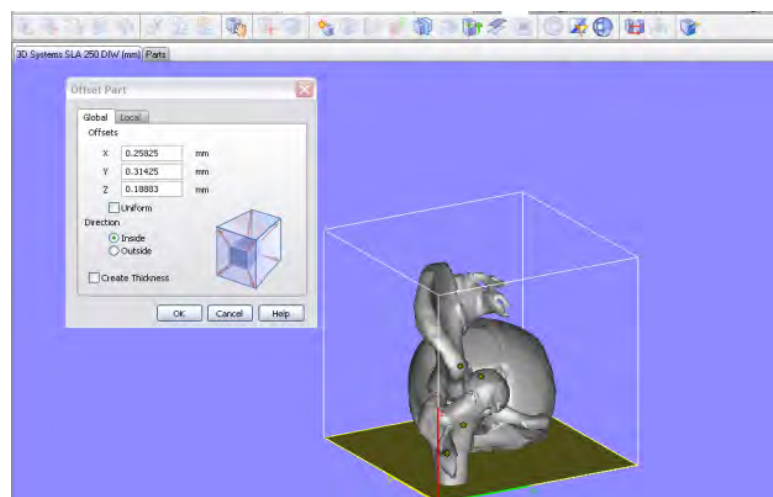 3D Systems SLA 250 DIW (mm) Parts
Offset Part
Global Local
Offsets
X 0.25825 mm
Y 0.31425 mm
Z 0.18883 mm
Uniform
Direction
Inside
Outside
Create Thickness
OK Cancel Help